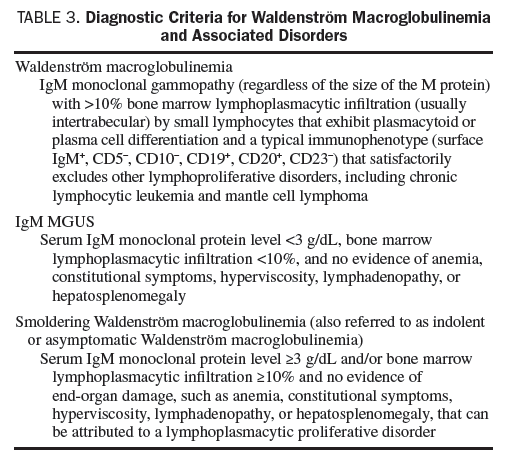 TABLE 3. Diagnostic Criteria for Waldenström Macroglobulinemia
and Associated Disorders
Waldenström macroglobulinemia
IgM monoclonal gammopathy (regardless of the size of the M protein)
with >10% bone marrow lymphoplasmacytic infiltration (usually
intertrabecular) by small lymphocytes that exhibit plasmacytoid or
plasma cell differentiation and a typical immunophenotype (surface
IgM⁺, CD5⁻, CD10⁻, CD19⁺, CD20⁺, CD23⁻) that satisfactorily
excludes other lymphoproliferative disorders, including chronic
lymphocytic leukemia and mantle cell lymphoma
IgM MGUS
Serum IgM monoclonal protein level <3 g/dL, bone marrow
lymphoplasmacytic infiltration <10%, and no evidence of anemia,
constitutional symptoms, hyperviscosity, lymphadenopathy, or
hepatosplenomegaly
Smoldering Waldenström macroglobulinemia (also referred to as indolent
or asymptomatic Waldenström macroglobulinemia)
Serum IgM monoclonal protein level ≥3 g/dL and/or bone marrow
lymphoplasmacytic infiltration ≥10% and no evidence of
end-organ damage, such as anemia, constitutional symptoms,
hyperviscosity, lymphadenopathy, or hepatosplenomegaly, that can
be attributed to a lymphoplasmacytic proliferative disorder